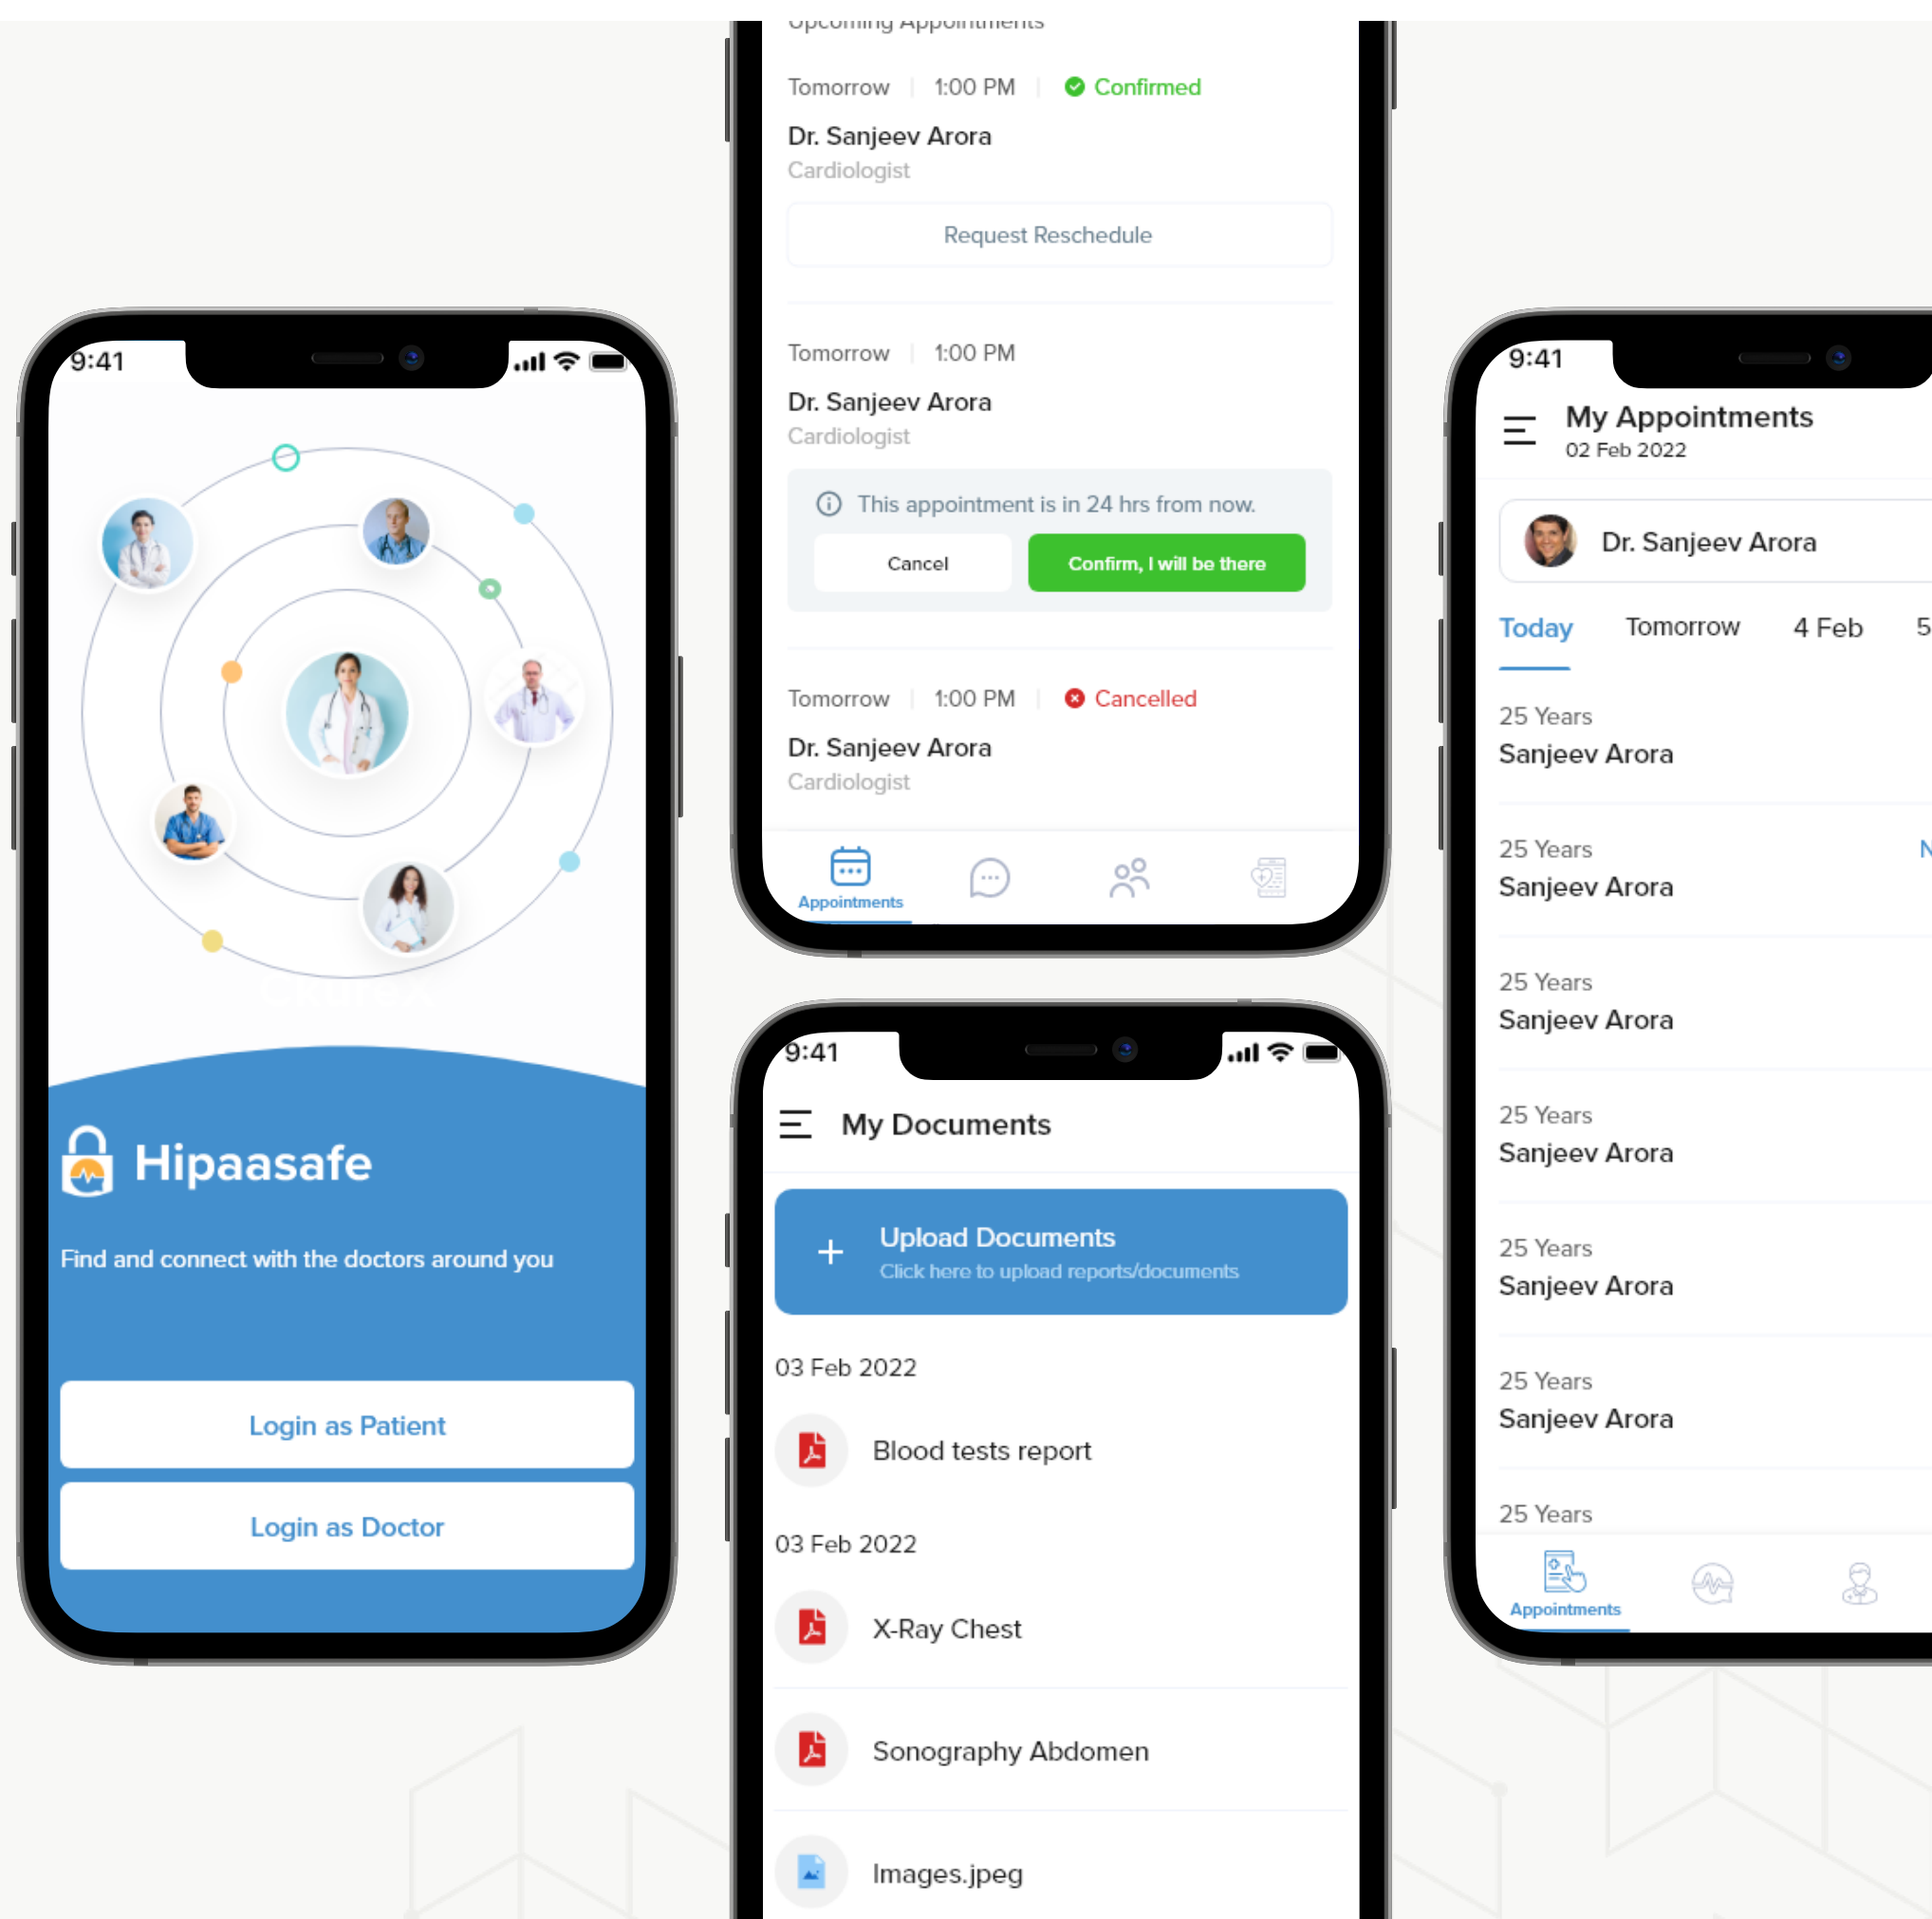 9:41
Hipaasafe
Find and connect with the doctors around you
Login as Patient
Login as Doctor
Upcoming Appointments
Tomorrow 1:00 PM Confirmed
Dr. Sanjeev Arora
Cardiologist
Request Reschedule
Tomorrow 1:00 PM
Dr. Sanjeev Arora
Cardiologist
This appointment is in 24 hrs from now.
Cancel Confirm, I will be there
Tomorrow 1:00 PM Cancelled
Dr. Sanjeev Arora
Cardiologist
Appointments
9:41
My Documents
+ Upload Documents
Click here to upload reports/documents
03 Feb 2022
Blood tests report
03 Feb 2022
X-Ray Chest
Sonography Abdomen
Images.jpeg
9:41
My Appointments
02 Feb 2022
Dr. Sanjeev Arora
Today Tomorrow 4 Feb 5
25 Years
Sanjeev Arora
25 Years
Sanjeev Arora
25 Years
Sanjeev Arora
25 Years
Sanjeev Arora
25 Years
Sanjeev Arora
25 Years
Sanjeev Arora
25 Years
Appointments